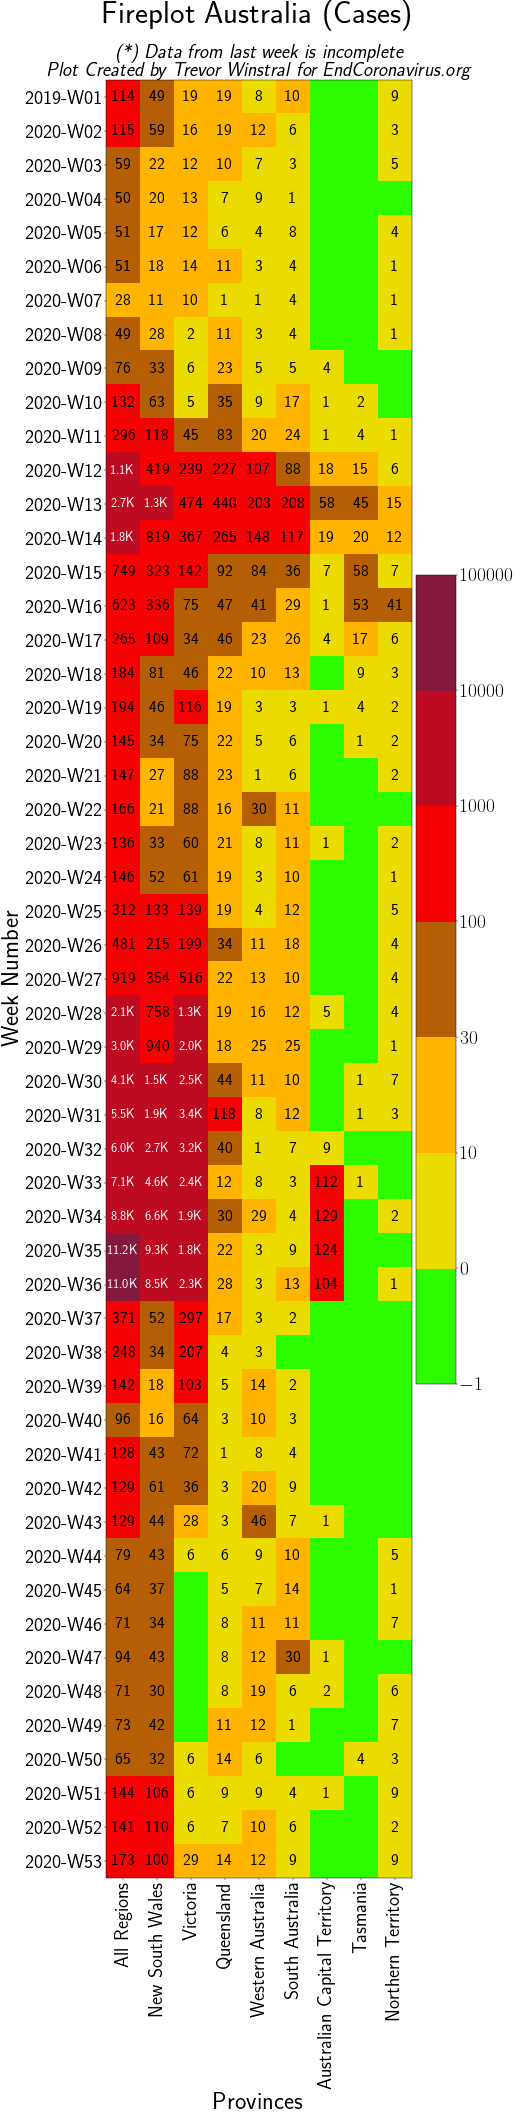 Fireplot Australia (Cases)
(*) Data from last week is incomplete
Plot Created by Trevor Winstral for EndCoronavirus.org
2019-W01 114 49 19 19 8 10 9
2020-W02 115 59 16 19 12 6 3
2020-W03 59 22 12 10 7 3 5
2020-W04 50 20 13 7 9 1
2020-W05 51 17 12 6 4 8 4
2020-W06 51 18 14 11 3 4 1
2020-W07 28 11 10 1 1 4 1
2020-W08 49 28 2 11 3 4 1
2020-W09 76 33 6 23 5 5 4
2020-W10 132 63 5 35 9 17 1 2
2020-W11 296 118 45 83 20 24 1 4 1
2020-W12 1.1K 419 239 227 107 88 18 15 6
2020-W13 2.7K 1.3K 474 440 203 208 58 45 15
2020-W14 1.8K 819 367 265 148 117 19 20 12
2020-W15 749 323 142 92 84 36 7 58 7
2020-W16 623 336 75 47 41 29 1 53 41
2020-W17 265 109 34 46 23 26 4 17 6
2020-W18 184 81 46 22 10 13 9 3
2020-W19 194 46 116 19 3 3 1 4 2
2020-W20 145 34 75 22 5 6 1 2
2020-W21 147 27 88 23 1 6 2
2020-W22 166 21 88 16 30 11
2020-W23 136 33 60 21 8 11 1 2
2020-W24 146 52 61 19 3 10 1
2020-W25 312 133 139 19 4 12 5
2020-W26 481 215 199 34 11 18 4
2020-W27 919 354 516 22 13 10 4
2020-W28 2.1K 758 1.3K 19 16 12 5 4
2020-W29 3.0K 940 2.0K 18 25 25 1
2020-W30 4.1K 1.5K 2.5K 44 11 10 1 7
2020-W31 5.5K 1.9K 3.4K 118 8 12 1 3
2020-W32 6.0K 2.7K 3.2K 40 1 7 9
2020-W33 7.1K 4.6K 2.4K 12 8 3 112 1
2020-W34 8.8K 6.6K 1.9K 30 29 4 129 2
2020-W35 11.2K 9.3K 1.8K 22 3 9 124
2020-W36 11.0K 8.5K 2.3K 28 3 13 104 1
2020-W37 371 52 297 17 3 2
2020-W38 248 34 207 4 3
2020-W39 142 18 103 5 14 2
2020-W40 96 16 64 3 10 3
2020-W41 128 43 72 1 8 4
2020-W42 129 61 36 3 20 9
2020-W43 129 44 28 3 46 7 1
2020-W44 79 43 6 6 9 10 5
2020-W45 64 37 5 7 14 1
2020-W46 71 34 8 11 11 7
2020-W47 94 43 8 12 30 1
2020-W48 71 30 8 19 6 2 6
2020-W49 73 42 11 12 1 7
2020-W50 65 32 6 14 6 4 3
2020-W51 144 106 6 9 9 4 1 9
2020-W52 141 110 6 7 10 6 2
2020-W53 173 100 29 14 12 9 9
Week Number
100000
10000
1000
100
30
10
0
−1
All Regions
New South Wales
Victoria
Queensland
Western Australia
South Australia
Australian Capital Territory
Tasmania
Northern Territory
Provinces